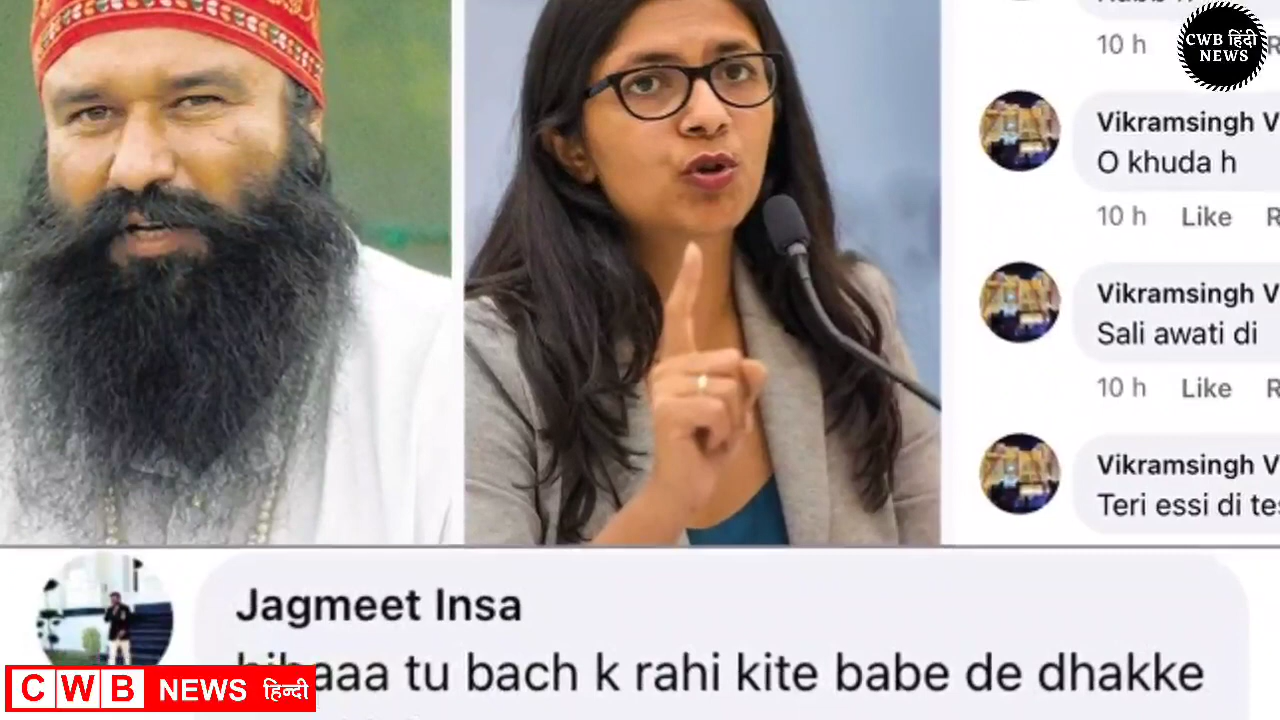 CWB हिंदी
NEWS
10 h
Vikramsingh V
O khuda h
10 h Like R
Vikramsingh V
Sali awati di
10 h Like R
Vikramsingh V
Teri essi di tes
Jagmeet Insa
tu bach k rahi kite babe de dhakke
CWB NEWS हिन्दी